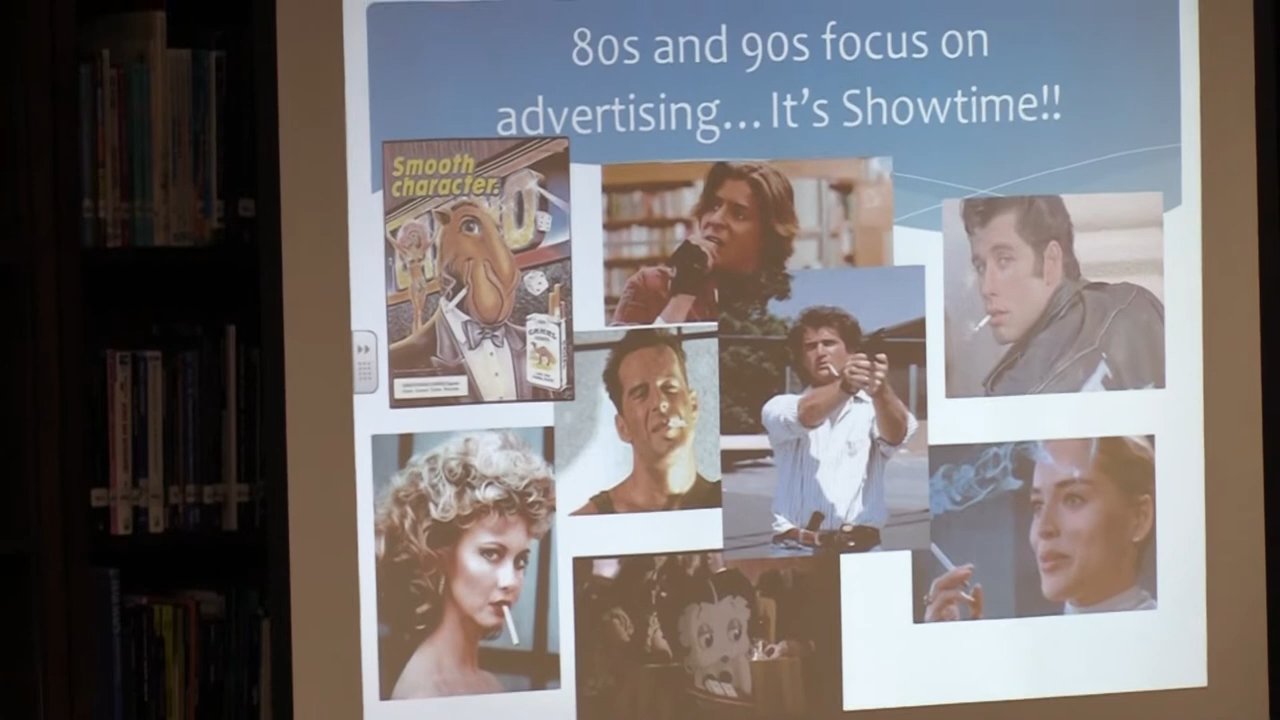 80s and 90s focus on
advertising... It's Showtime!!
Smooth
character.
CAMEL